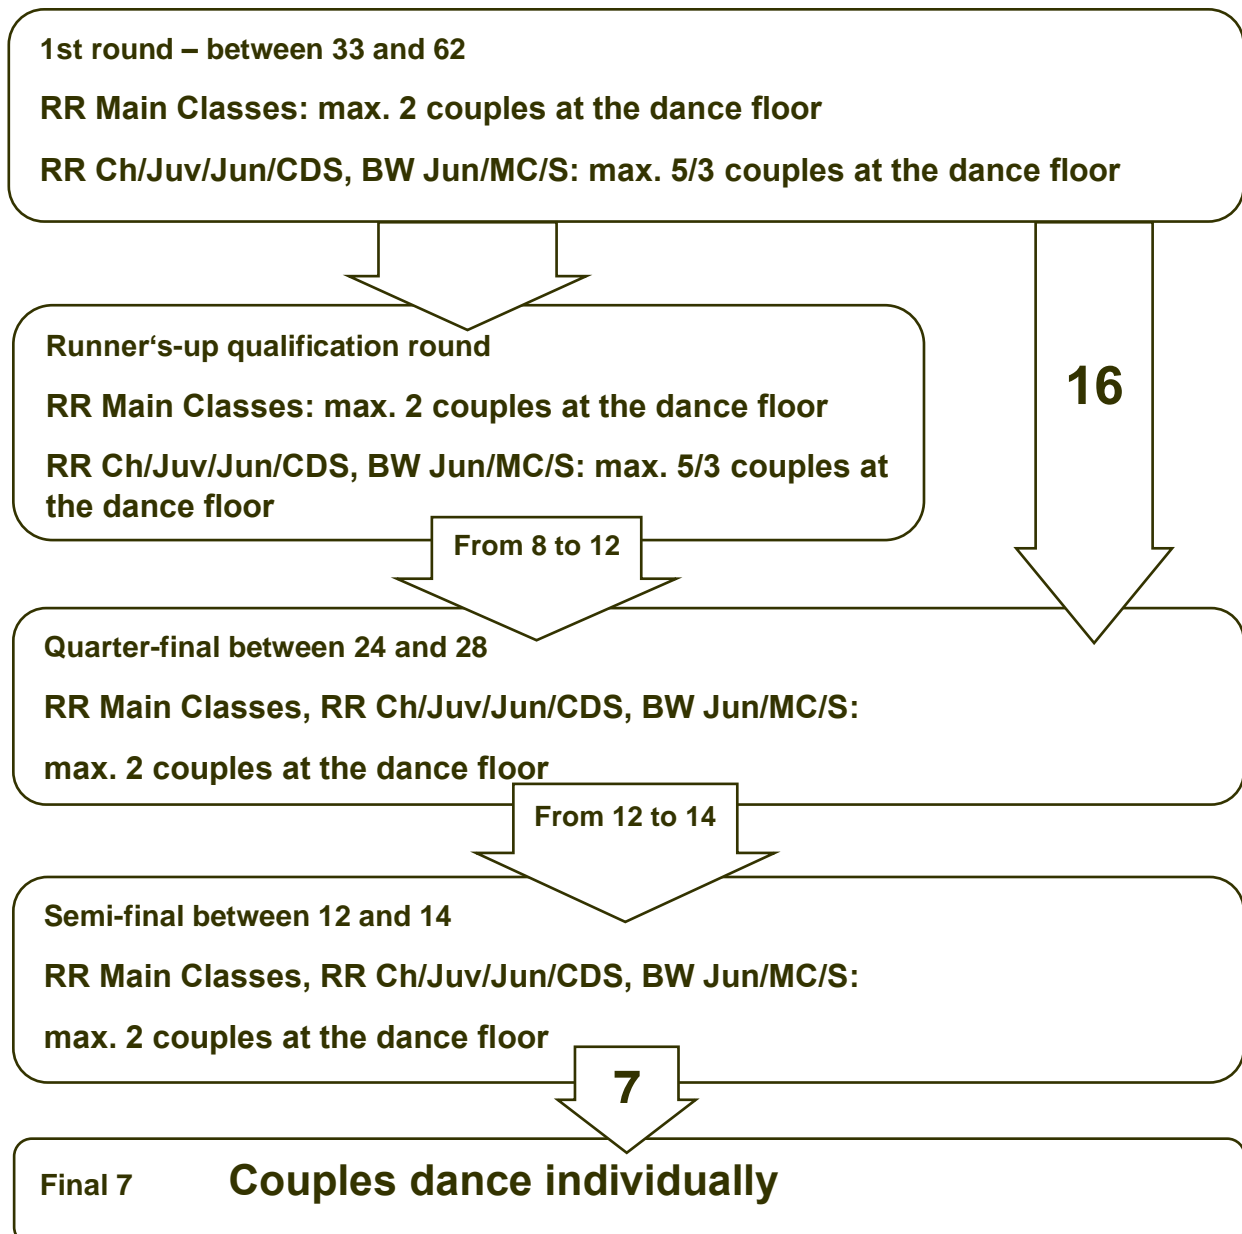 1st round – between 33 and 62
RR Main Classes: max. 2 couples at the dance floor
RR Ch/Juv/Jun/CDS, BW Jun/MC/S: max. 5/3 couples at the dance floor
Runner‘s-up qualification round
RR Main Classes: max. 2 couples at the dance floor
RR Ch/Juv/Jun/CDS, BW Jun/MC/S: max. 5/3 couples at
the dance floor
16
From 8 to 12
Quarter-final between 24 and 28
RR Main Classes, RR Ch/Juv/Jun/CDS, BW Jun/MC/S:
max. 2 couples at the dance floor
From 12 to 14
Semi-final between 12 and 14
RR Main Classes, RR Ch/Juv/Jun/CDS, BW Jun/MC/S:
max. 2 couples at the dance floor
7
Final 7 Couples dance individually